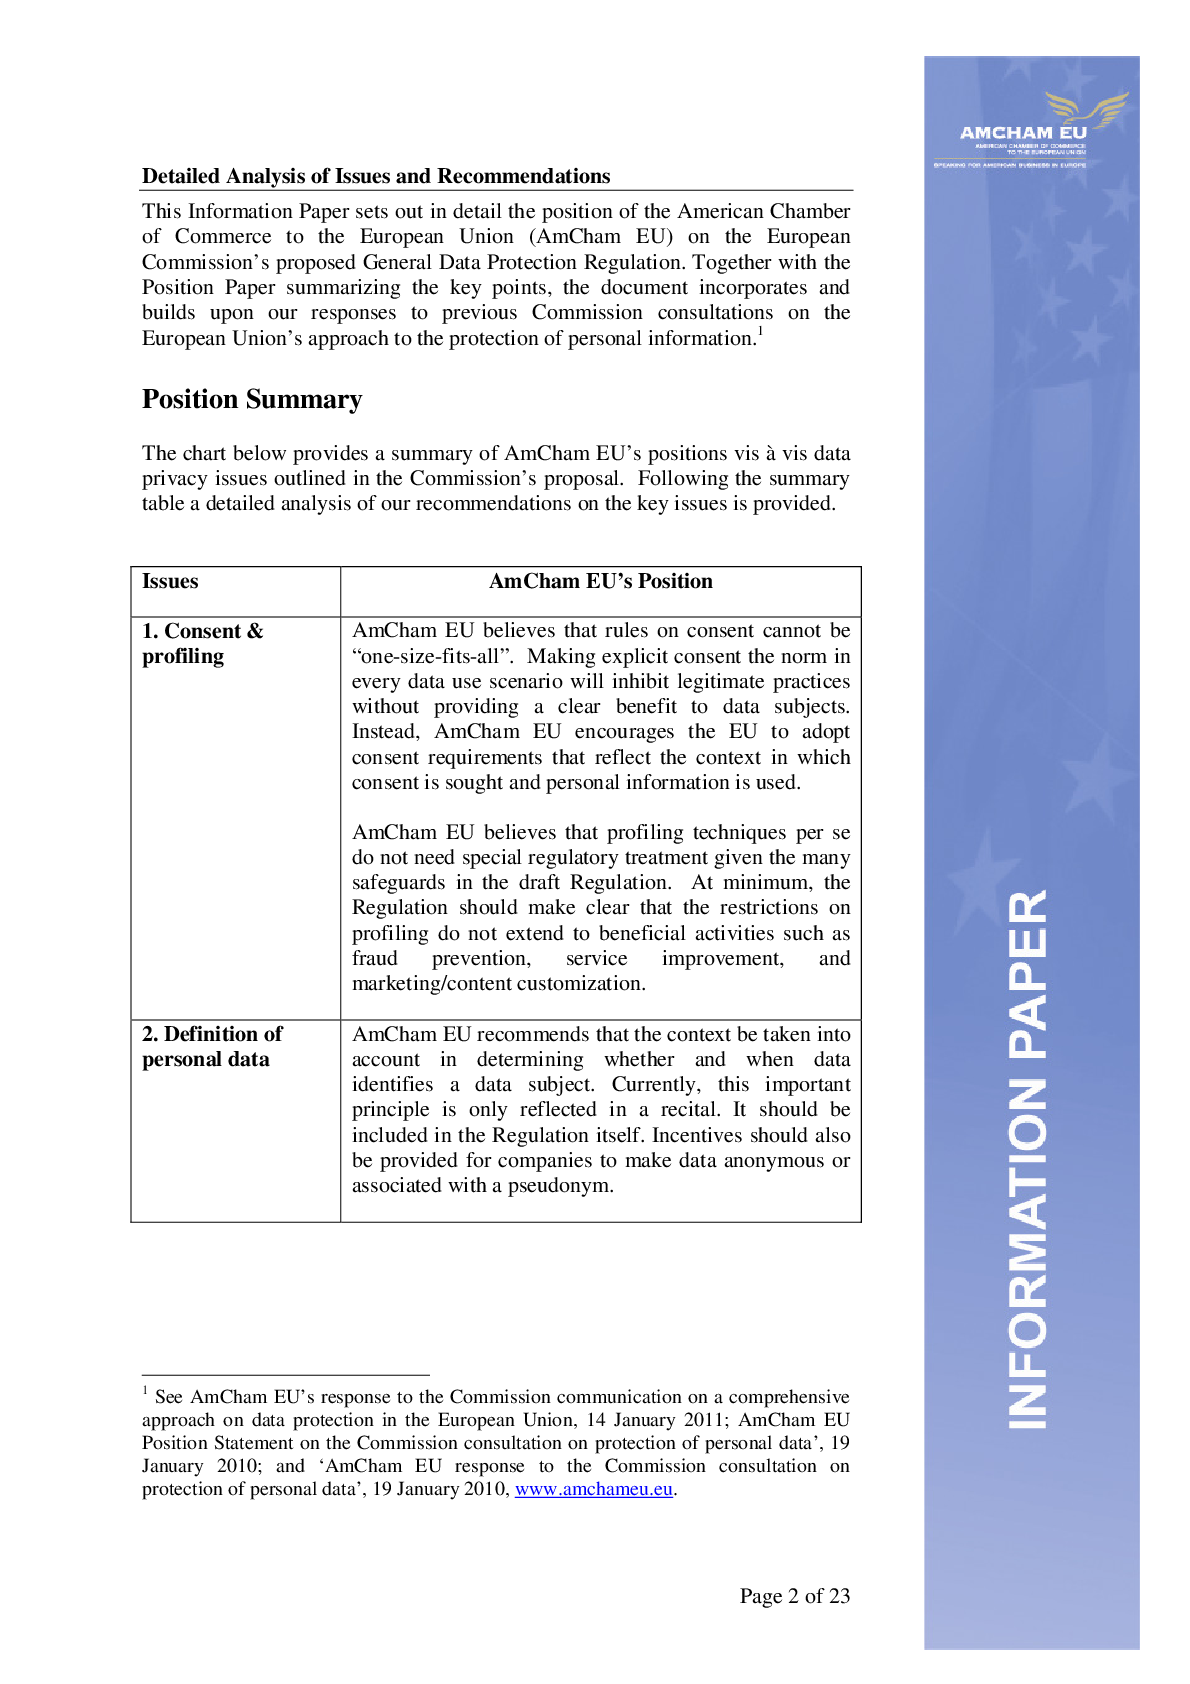 AMCHAM EU
AMERICAN CHAMBER OF COMMERCE
TO THE EUROPEAN UNION
SPEAKING FOR AMERICAN BUSINESS IN EUROPE
Detailed Analysis of Issues and Recommendations
This Information Paper sets out in detail the position of the American Chamber
of Commerce to the European Union (AmCham EU) on the European
Commission’s proposed General Data Protection Regulation. Together with the
Position Paper summarizing the key points, the document incorporates and
builds upon our responses to previous Commission consultations on the
European Union’s approach to the protection of personal information.1
Position Summary
The chart below provides a summary of AmCham EU’s positions vis à vis data
privacy issues outlined in the Commission’s proposal. Following the summary
table a detailed analysis of our recommendations on the key issues is provided.
Issues
AmCham EU’s Position
1. Consent &
profiling
AmCham EU believes that rules on consent cannot be
“one-size-fits-all”. Making explicit consent the norm in
every data use scenario will inhibit legitimate practices
without providing a clear benefit to data subjects.
Instead, AmCham EU encourages the EU to adopt
consent requirements that reflect the context in which
consent is sought and personal information is used.
AmCham EU believes that profiling techniques per se
do not need special regulatory treatment given the many
safeguards in the draft Regulation. At minimum, the
Regulation should make clear that the restrictions on
profiling do not extend to beneficial activities such as
fraud prevention, service improvement, and
marketing/content customization.
2. Definition of
personal data
AmCham EU recommends that the context be taken into
account in determining whether and when data
identifies a data subject. Currently, this important
principle is only reflected in a recital. It should be
included in the Regulation itself. Incentives should also
be provided for companies to make data anonymous or
associated with a pseudonym.
1 See AmCham EU’s response to the Commission communication on a comprehensive
approach on data protection in the European Union, 14 January 2011; AmCham EU
Position Statement on the Commission consultation on protection of personal data’, 19
January 2010; and ‘AmCham EU response to the Commission consultation on
protection of personal data’, 19 January 2010, www.amchameu.eu.
Page 2 of 23
INFORMATION PAPER